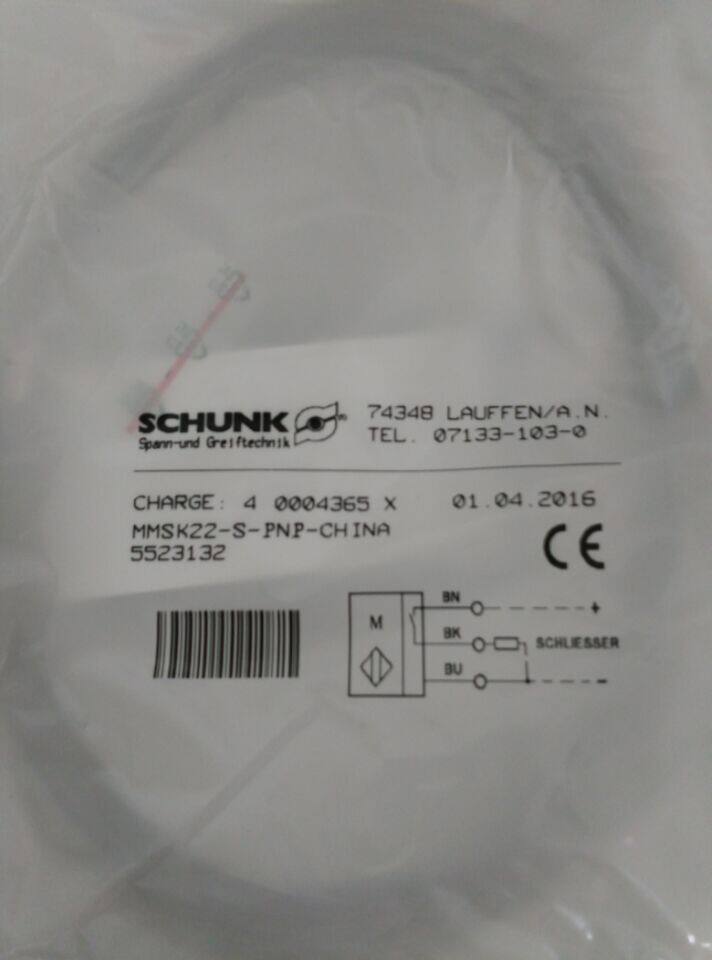 SCHUNK
Spann-und Greiftechnik
74348 LAUFFEN/A.N.
TEL. 07133-103-0
CHARGE: 4 0004365 X 01.04.2016
MMSK22-S-PNP-CHINA
5523132
CE
BN
+
M
BK
SCHLIESSER
BU
-